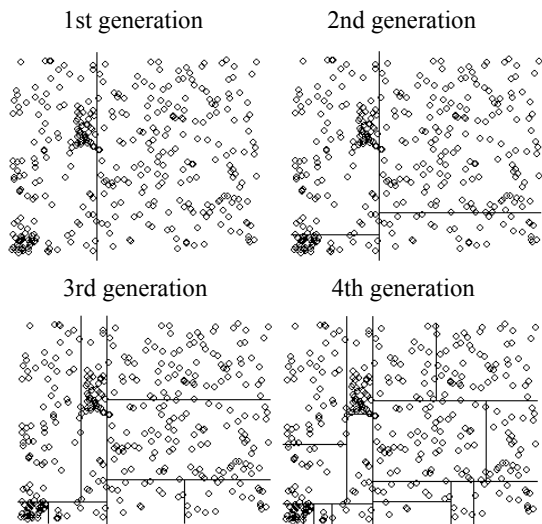 1st generation
2nd generation
3rd generation
4th generation